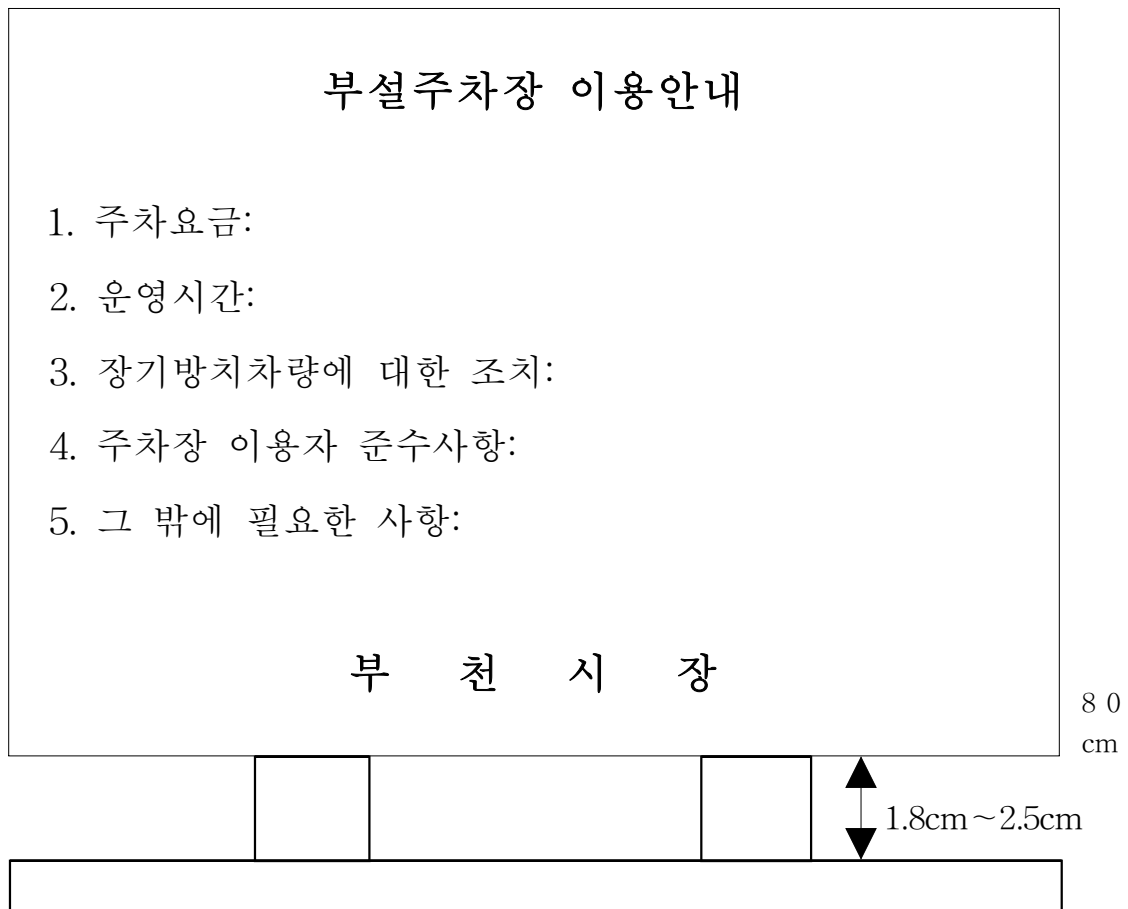 부설주차장 이용안내
1. 주차요금:
2. 운영시간:
3. 장기방치차량에 대한 조치:
4. 주차장 이용자 준수사항:
5. 그 밖에 필요한 사항:
부 천 시 장
8 0
cm
1.8cm~2.5cm